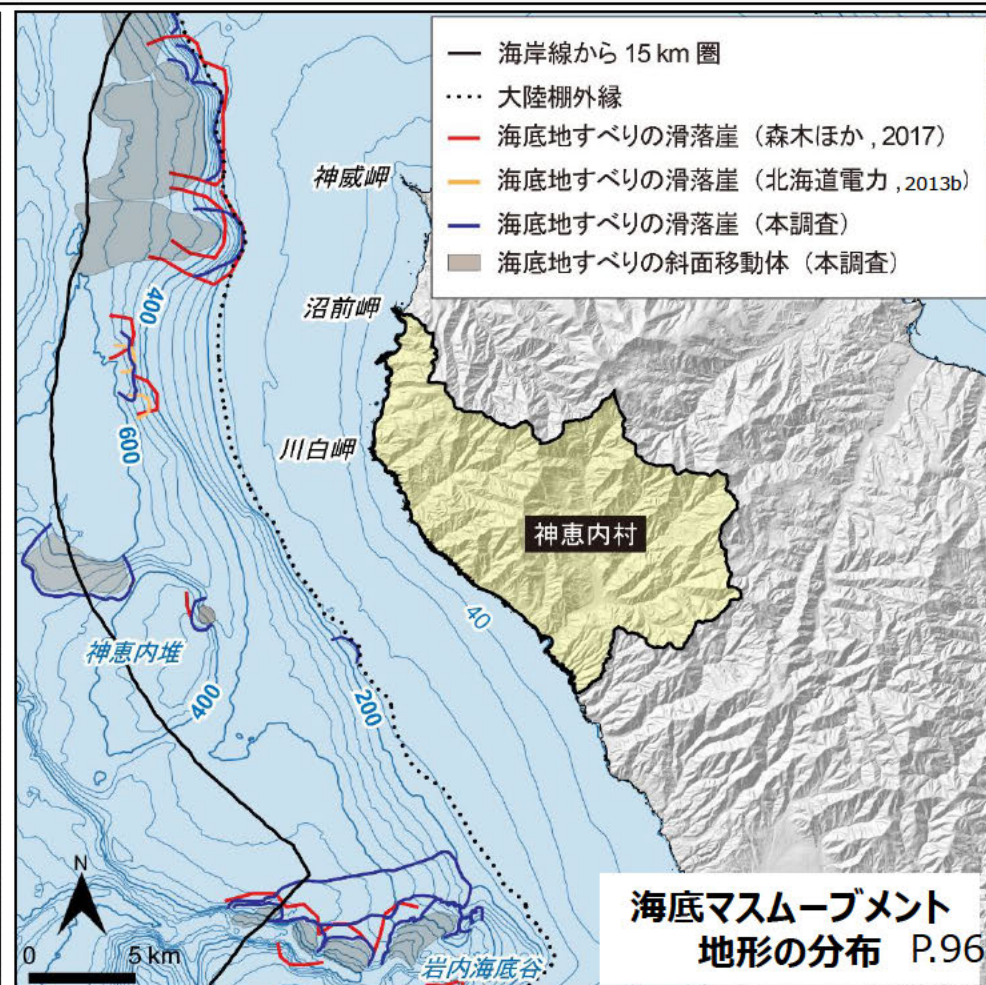 海岸線から 15 km 圏
大陸棚外縁
海底地すべりの滑落崖（森木ほか , 2017）
海底地すべりの滑落崖（北海道電力 , 2013b）
海底地すべりの滑落崖（本調査）
海底地すべりの斜面移動体（本調査）
神威岬
沼前岬
400
川白岬
600
神恵内村
40
神恵内堆
400
200
N
0 5 km
岩内海底谷
海底マスムーブメント
地形の分布 P.96